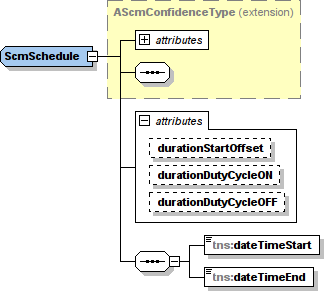 AScmConfidenceType (extension)
attributes
ScmSchedule
attributes
durationStartOffset
durationDutyCycleON
durationDutyCycleOFF
tns:dateTimeStart
tns:dateTimeEnd